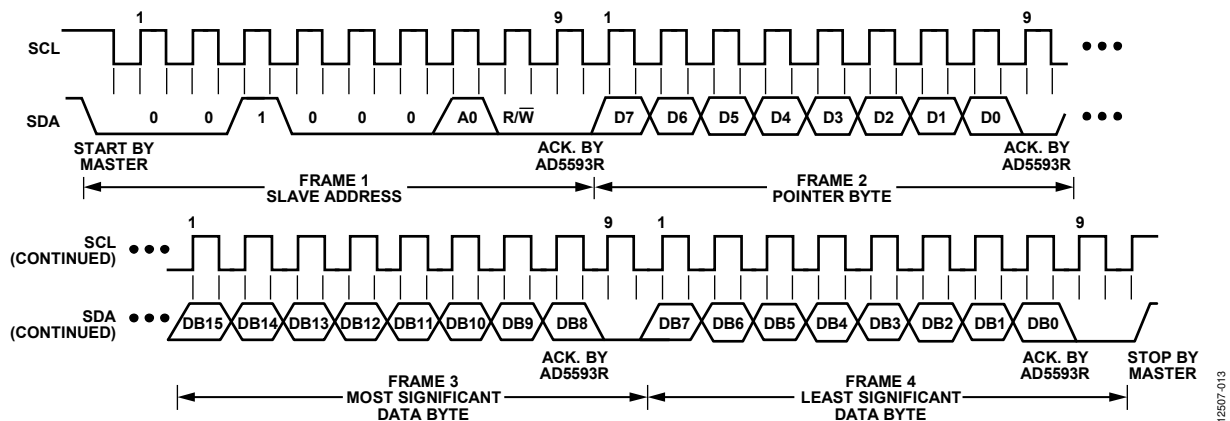 1 9 1 9
SCL
SDA 0 0 1 0 0 0 A0 R/W̅ D7 D6 D5 D4 D3 D2 D1 D0
START BY
MASTER
ACK. BY
AD5593R
ACK. BY
AD5593R
FRAME 1
SLAVE ADDRESS
FRAME 2
POINTER BYTE
1 9 1 9
SCL
(CONTINUED)
SDA
(CONTINUED)
DB15 DB14 DB13 DB12 DB11 DB10 DB9 DB8 DB7 DB6 DB5 DB4 DB3 DB2 DB1 DB0
ACK. BY
AD5593R
ACK. BY
AD5593R
STOP BY
MASTER
FRAME 3
MOST SIGNIFICANT
DATA BYTE
FRAME 4
LEAST SIGNIFICANT
DATA BYTE
12507-013